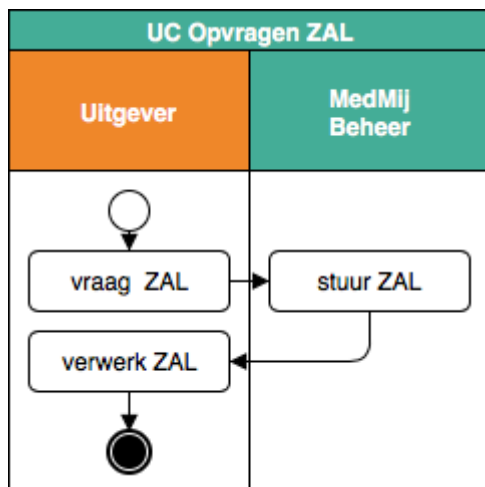 UC Opvragen ZAL
Uitgever
MedMij
Beheer
vraag ZAL
stuur ZAL
verwerk ZAL